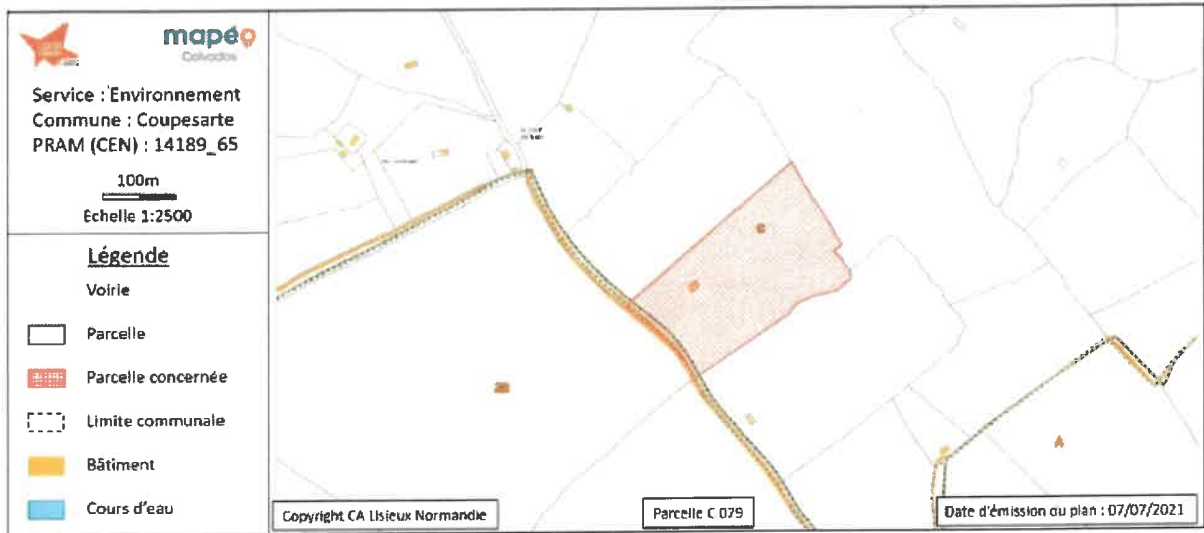 mapéo
Calvados
Service : Environnement
Commune : Coupesarte
PRAM (CEN) : 14189_65
100m
Échelle 1:2500
Légende
Voirie
Parcelle
Parcelle concernée
Limite communale
Bâtiment
Cours d'eau
A
Copyright CA Lisieux Normandie
Parcelle C 079
Date d'émission du plan : 07/07/2021